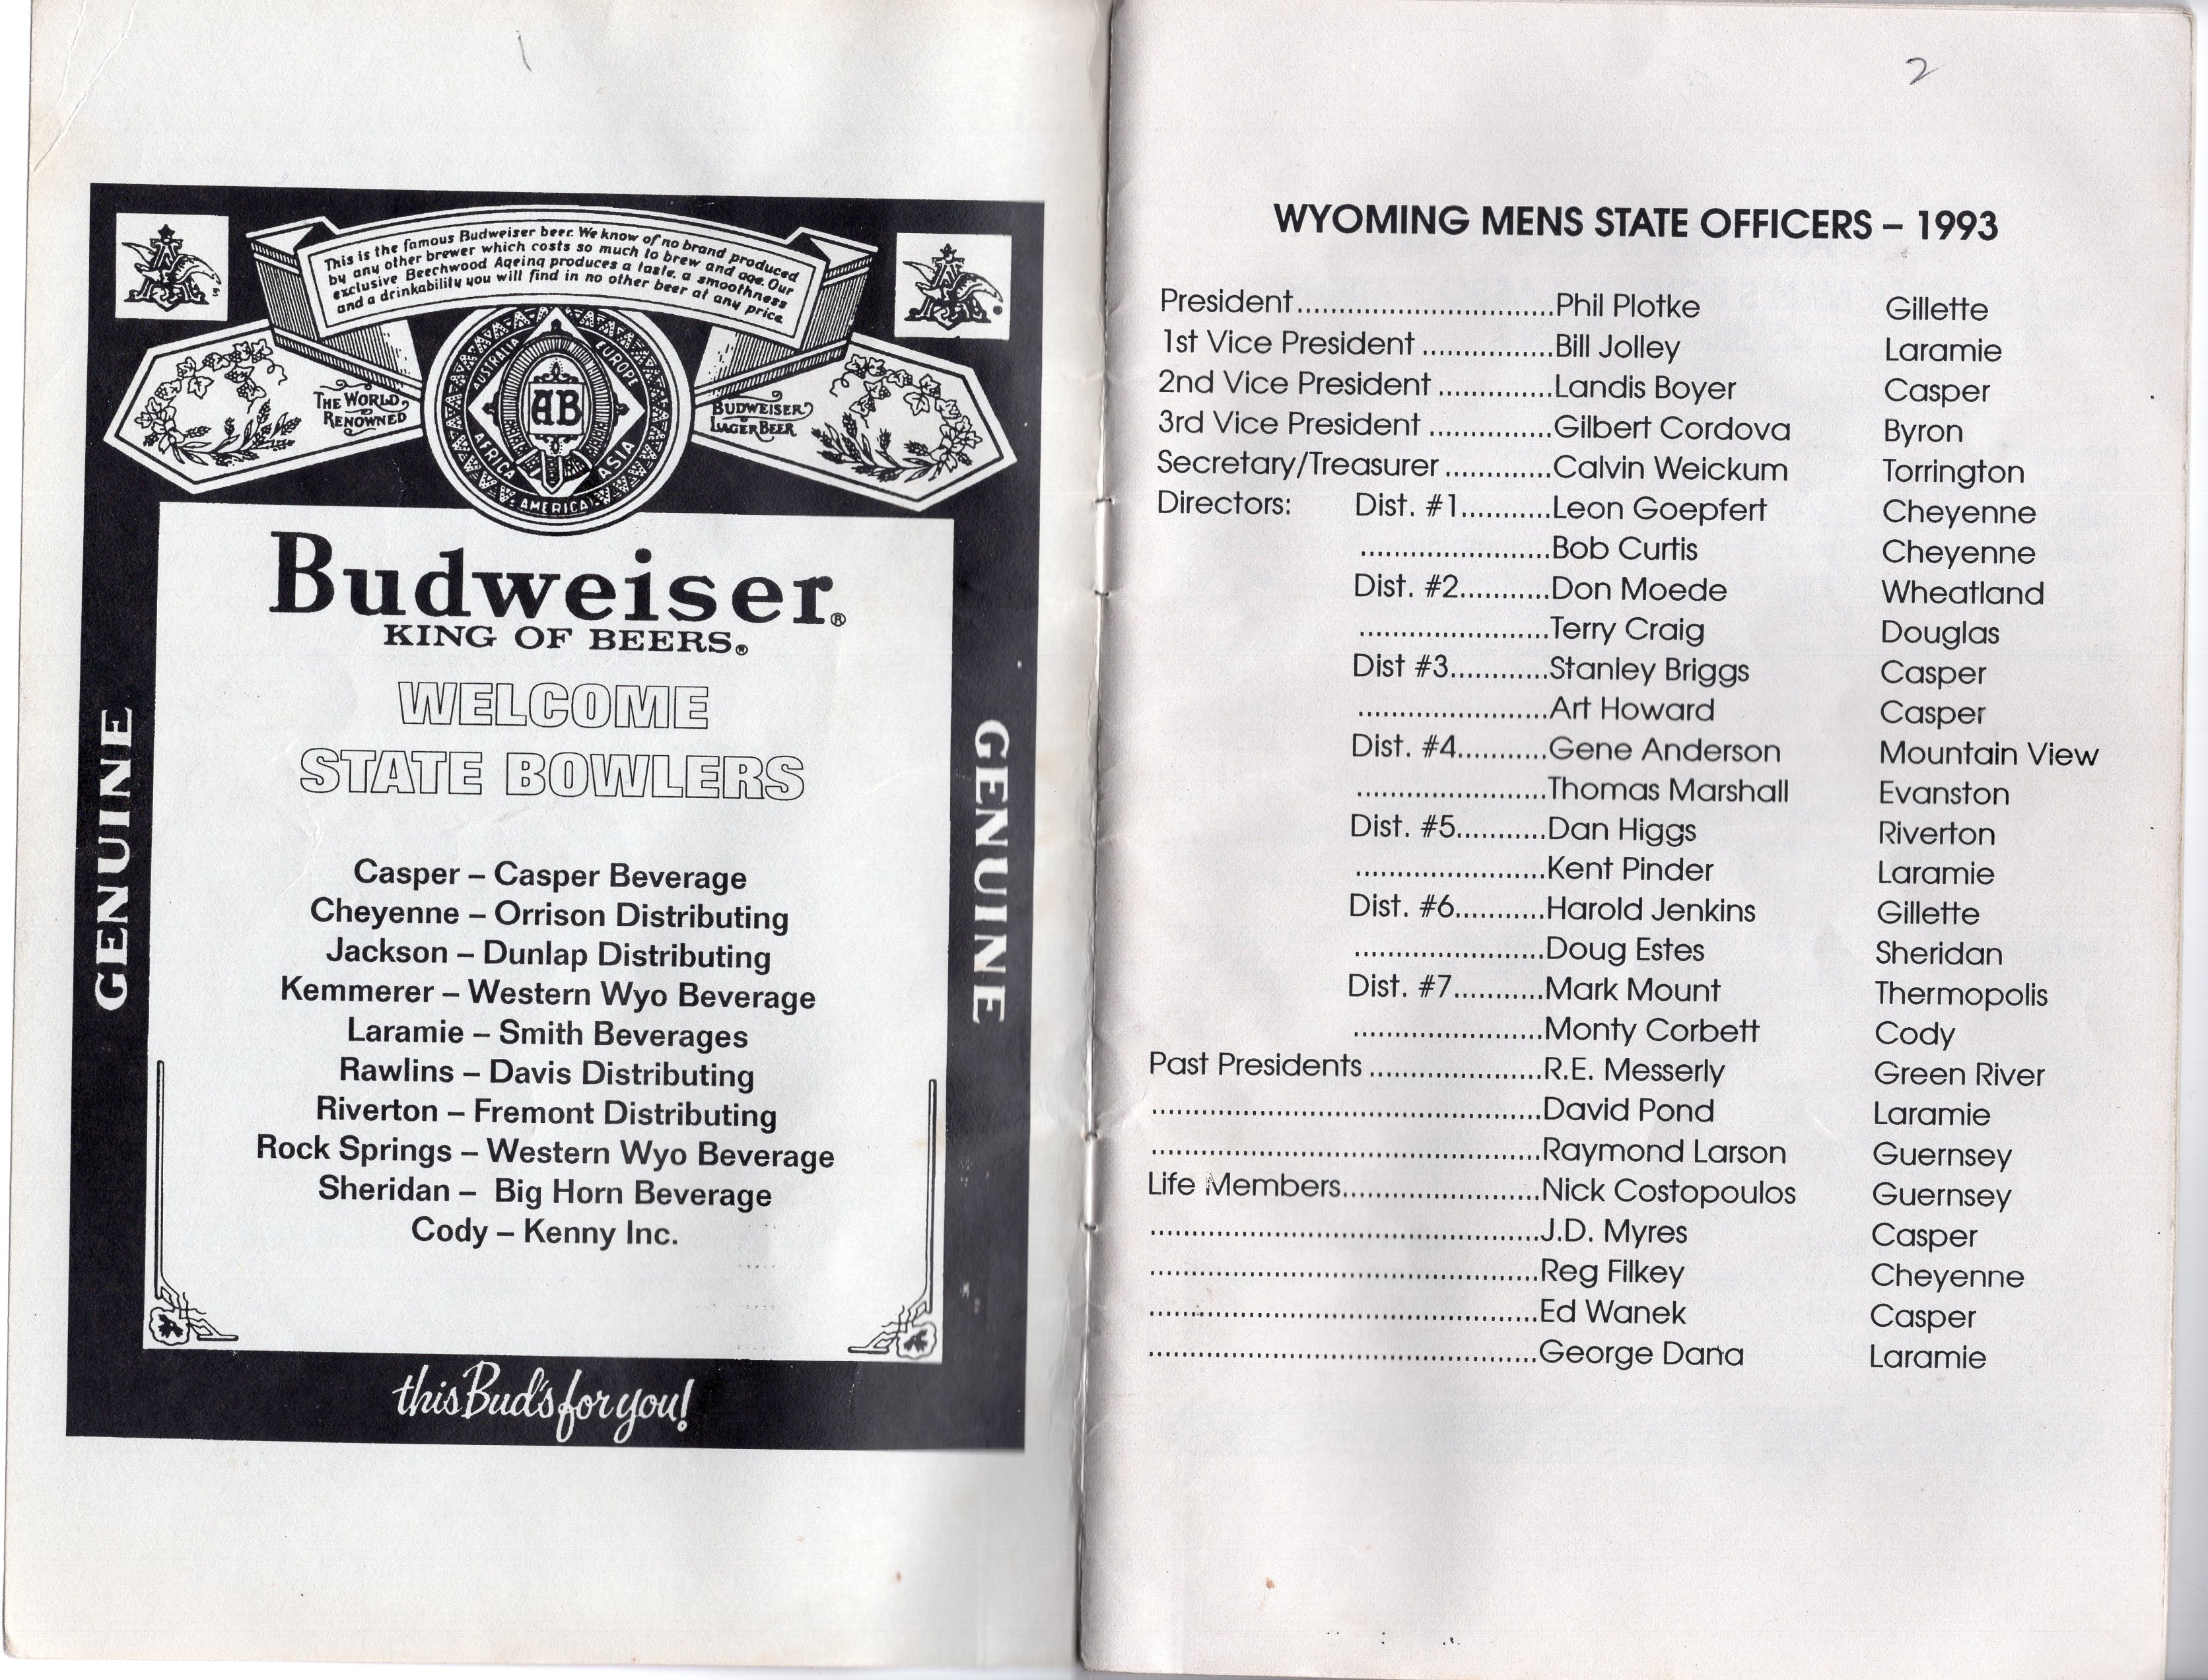 1
This is the famous Budweiser beer. We know of no brand produced
by any other brewer which costs so much to brew and age. Our
exclusive Beechwood Ageing produces a taste, a smoothness
and a drinkability you will find in no other beer at any price.
THE WORLD
RENOWNED
AUSTRALIA
EUROPE
AFRICA
ASIA
AMERICA
AB
BUDWEISER
LAGER BEER
Budweiser®
KING OF BEERS®
WELCOME
STATE BOWLERS
GENUINE
GENUINE
Casper – Casper Beverage
Cheyenne – Orrison Distributing
Jackson – Dunlap Distributing
Kemmerer – Western Wyo Beverage
Laramie – Smith Beverages
Rawlins – Davis Distributing
Riverton – Fremont Distributing
Rock Springs – Western Wyo Beverage
Sheridan – Big Horn Beverage
Cody – Kenny Inc.
this Bud's for you!
2
WYOMING MENS STATE OFFICERS – 1993
President..............................Phil Plotke Gillette
1st Vice President ................Bill Jolley Laramie
2nd Vice President ..............Landis Boyer Casper
3rd Vice President ...............Gilbert Cordova Byron
Secretary/Treasurer .............Calvin Weickum Torrington
Directors: Dist. #1...........Leon Goepfert Cheyenne
.......................Bob Curtis Cheyenne
Dist. #2...........Don Moede Wheatland
.......................Terry Craig Douglas
Dist #3............Stanley Briggs Casper
.......................Art Howard Casper
Dist. #4...........Gene Anderson Mountain View
.......................Thomas Marshall Evanston
Dist. #5...........Dan Higgs Riverton
.......................Kent Pinder Laramie
Dist. #6...........Harold Jenkins Gillette
.......................Doug Estes Sheridan
Dist. #7...........Mark Mount Thermopolis
.......................Monty Corbett Cody
Past Presidents .....................R.E. Messerly Green River
................................................David Pond Laramie
................................................Raymond Larson Guernsey
Life Members........................Nick Costopoulos Guernsey
................................................J.D. Myres Casper
................................................Reg Filkey Cheyenne
................................................Ed Wanek Casper
................................................George Dana Laramie